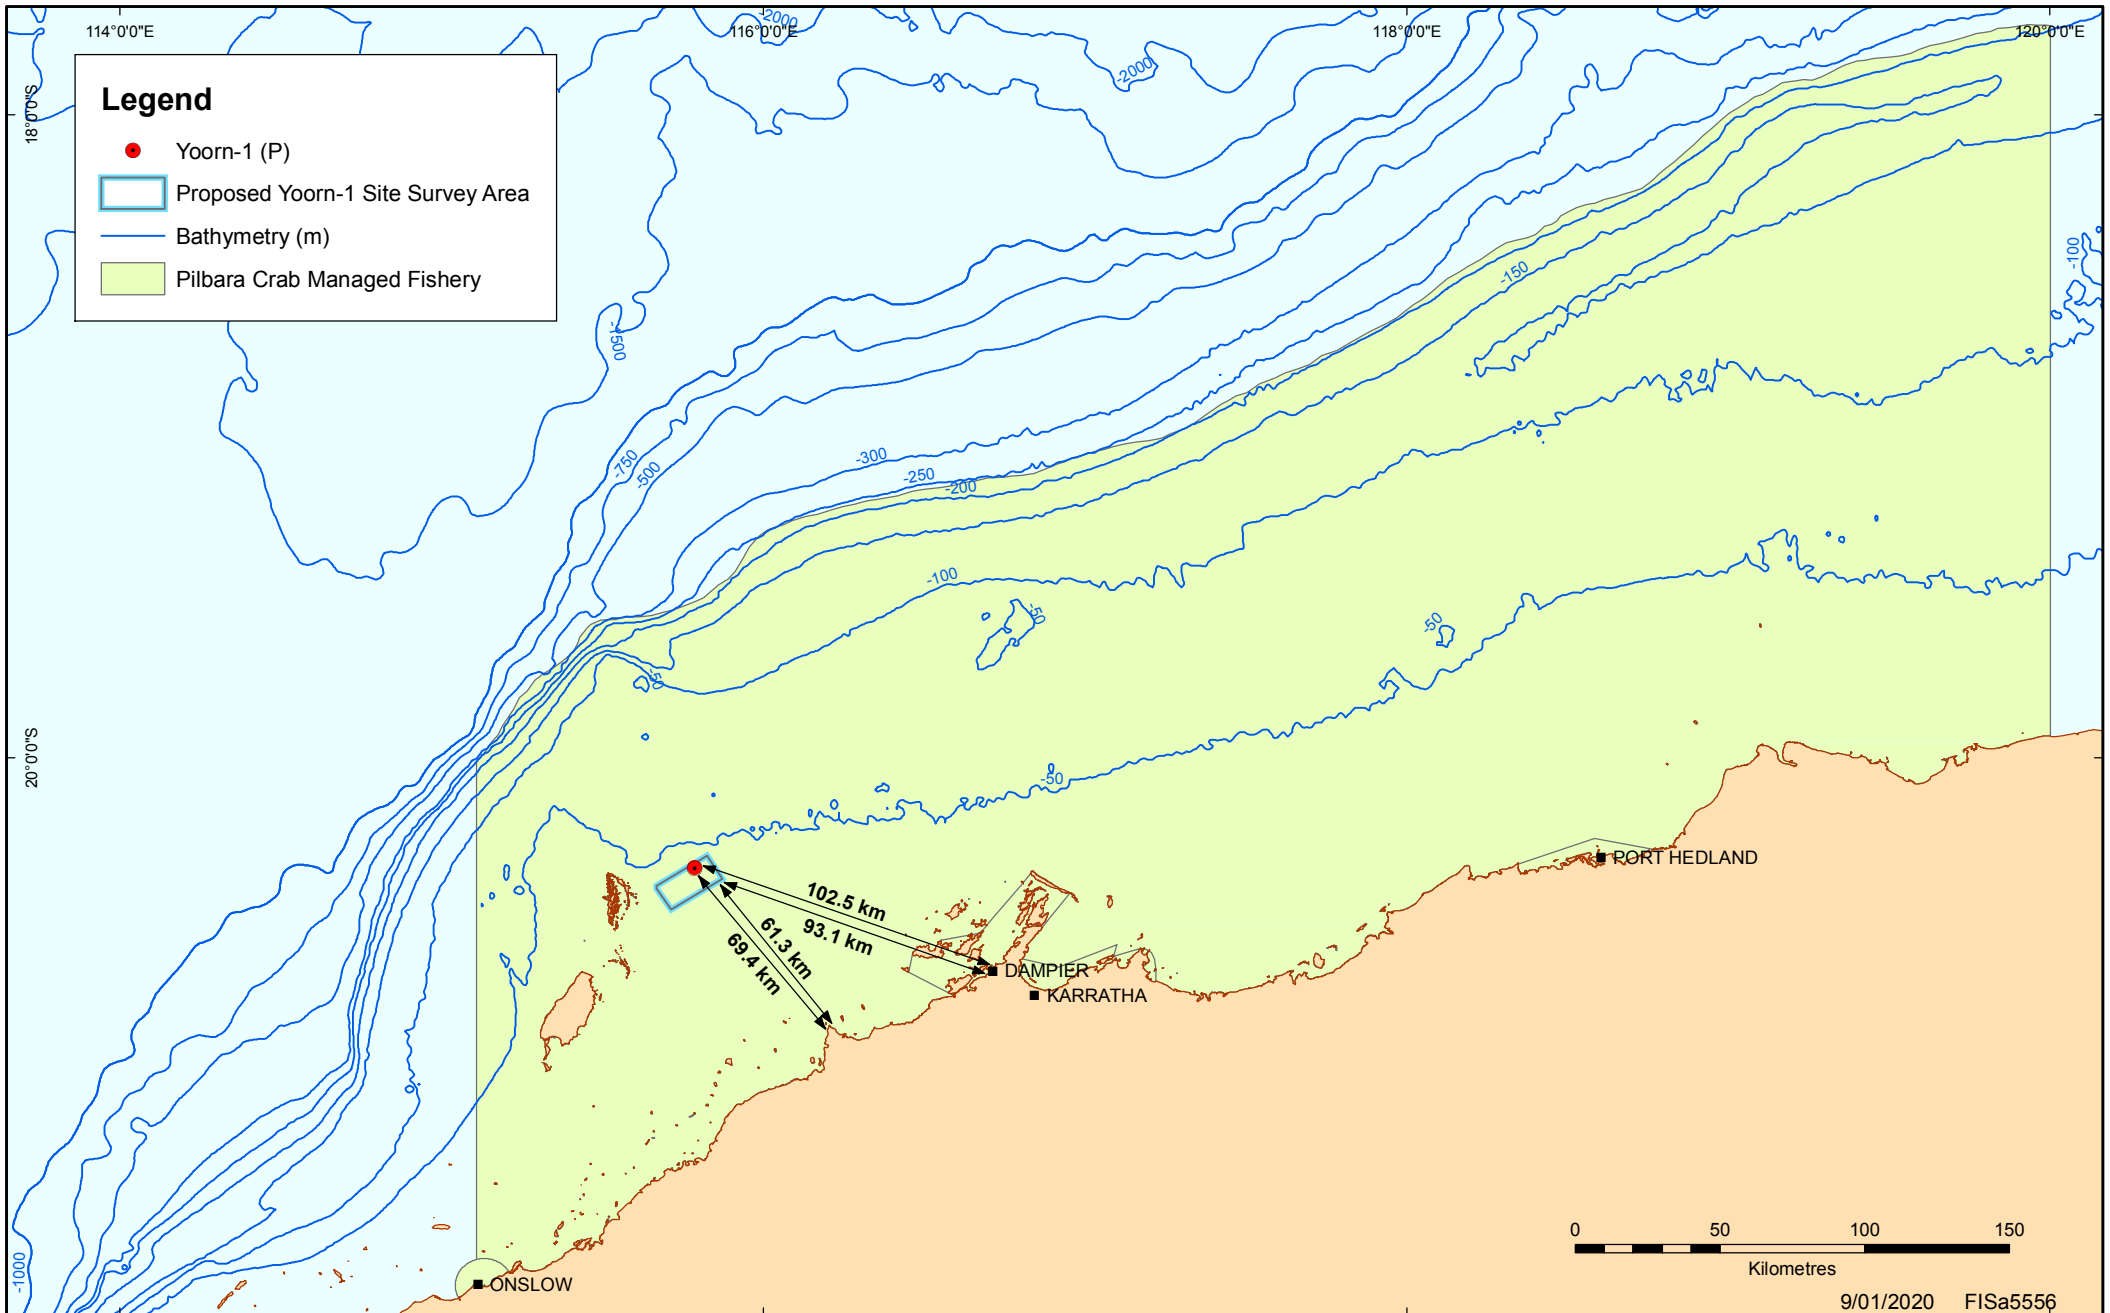 114°0'0"E
116°0'0"E
118°0'0"E
120°0'0"E
-2000
-2000
18°0'0"S
Legend
Yoorn-1 (P)
Proposed Yoorn-1 Site Survey Area
Bathymetry (m)
Pilbara Crab Managed Fishery
-100
-150
-1500
-300
-750
-500
-250
-200
-100
-50
-50
-50
20°0'0"S
-50
PORT HEDLAND
102.5 km
93.1 km
61.3 km
69.4 km
DAMPIER
KARRATHA
-1000
ONSLOW
0 50 100 150
Kilometres
9/01/2020 FISa5556